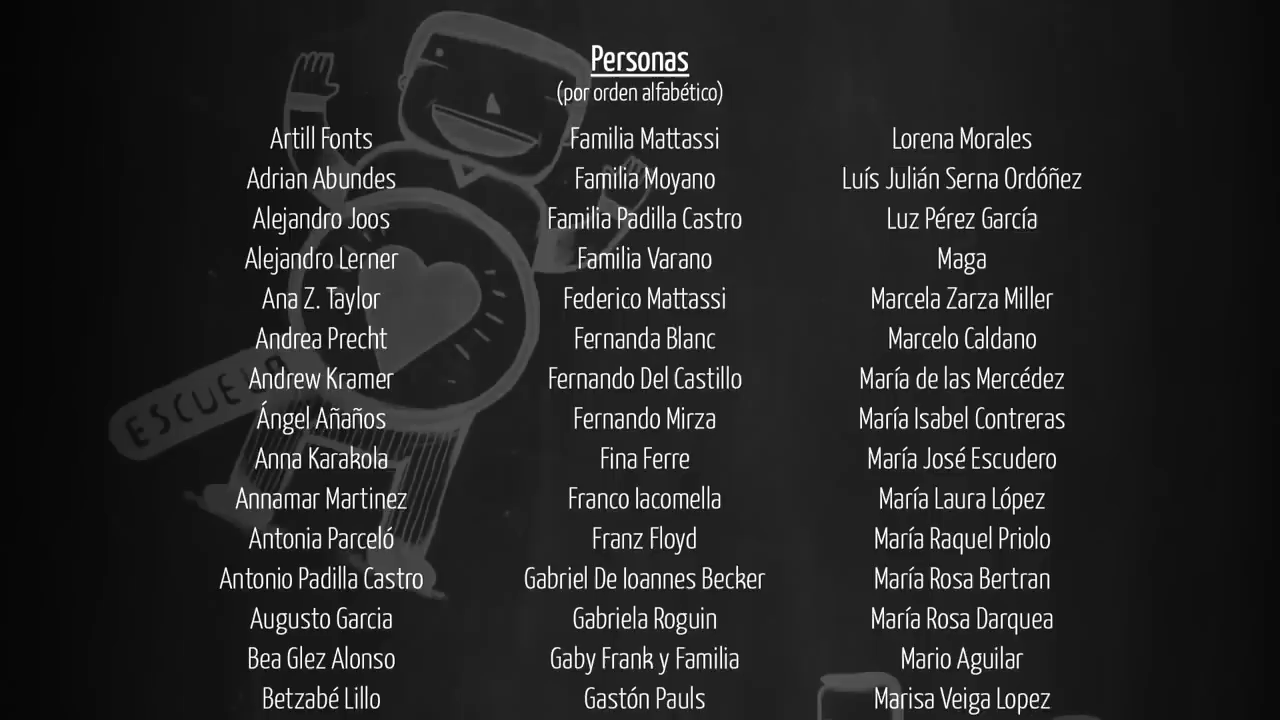 Personas
(por orden alfabético)
Artill Fonts
Adrian Abundes
Alejandro Joos
Alejandro Lerner
Ana Z. Taylor
Andrea Precht
Andrew Kramer
Ángel Añaños
Anna Karakola
Annamar Martinez
Antonia Parceló
Antonio Padilla Castro
Augusto Garcia
Bea Glez Alonso
Betzabé Lillo
Familia Mattassi
Familia Moyano
Familia Padilla Castro
Familia Varano
Federico Mattassi
Fernanda Blanc
Fernando Del Castillo
Fernando Mirza
Fina Ferre
Franco Iacomella
Franz Floyd
Gabriel De Ioannes Becker
Gabriela Roguin
Gaby Frank y Familia
Gastón Pauls
Lorena Morales
Luís Julián Serna Ordóñez
Luz Pérez García
Maga
Marcela Zarza Miller
Marcelo Caldano
María de las Mercédez
María Isabel Contreras
María José Escudero
María Laura López
María Raquel Priolo
María Rosa Bertran
María Rosa Darquea
Mario Aguilar
Marisa Veiga Lopez
ESCUELA